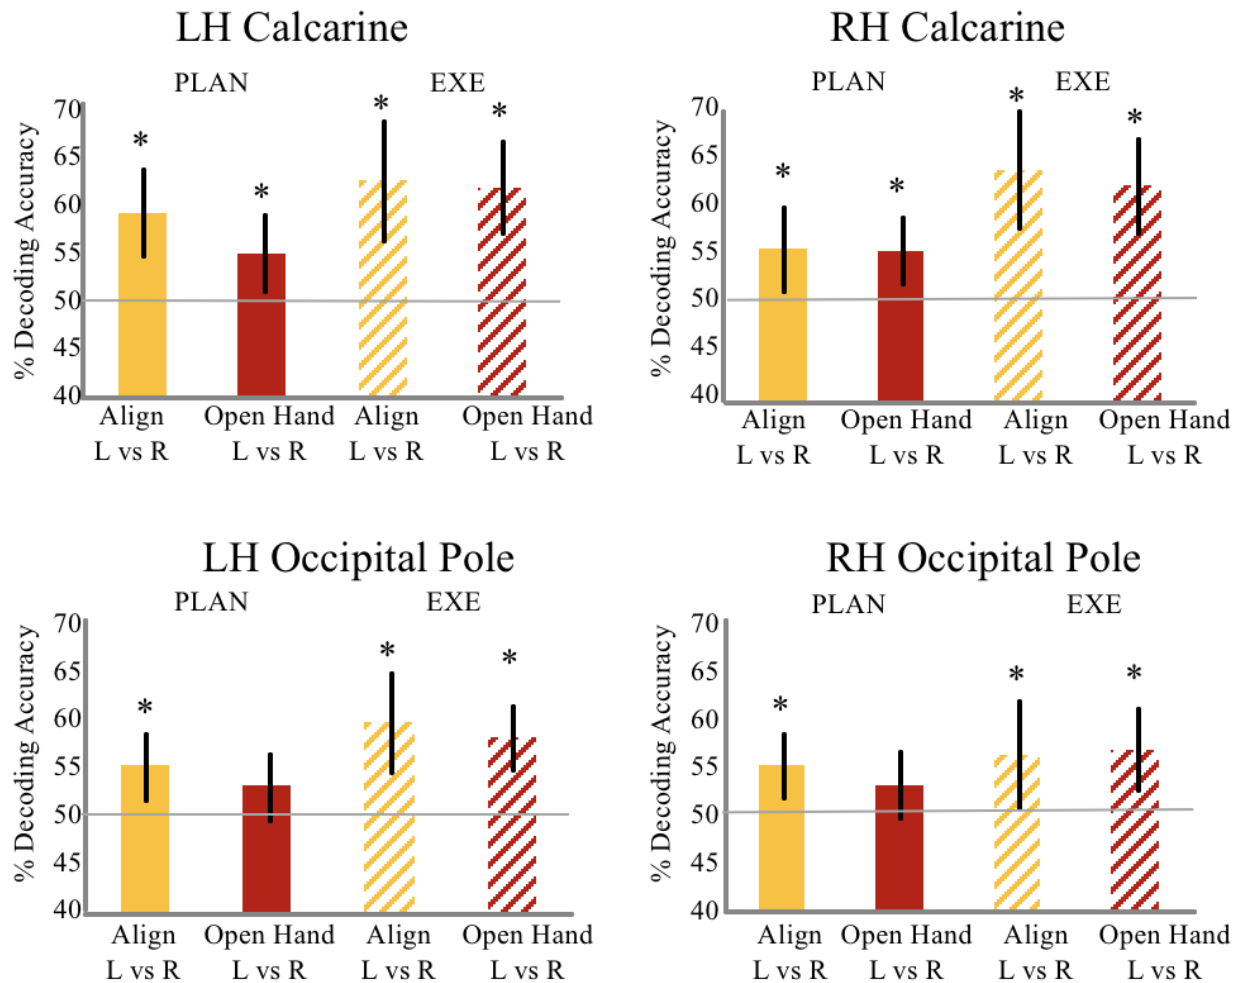 LH Calcarine
PLAN EXE
% Decoding Accuracy
70
65
60
55
50
45
40
* * * *
Align Open Hand Align Open Hand
L vs R L vs R L vs R L vs R
RH Calcarine
PLAN EXE
% Decoding Accuracy
70
65
60
55
50
45
40
* * * *
Align Open Hand Align Open Hand
L vs R L vs R L vs R L vs R
LH Occipital Pole
PLAN EXE
% Decoding Accuracy
70
65
60
55
50
45
40
* * *
Align Open Hand Align Open Hand
L vs R L vs R L vs R L vs R
RH Occipital Pole
PLAN EXE
% Decoding Accuracy
70
65
60
55
50
45
40
* * *
Align Open Hand Align Open Hand
L vs R L vs R L vs R L vs R